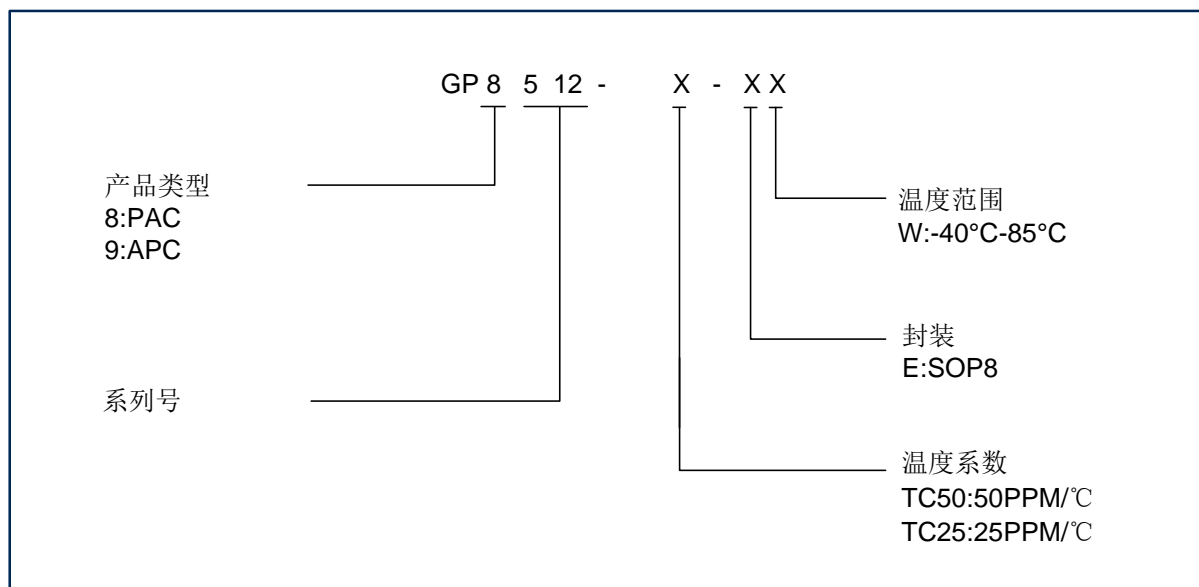 GP 8 5 12 - X - X X
产品类型
8:PAC
9:APC
温度范围
W:-40°C-85°C
封装
E:SOP8
系列号
温度系数
TC50:50PPM/℃
TC25:25PPM/℃